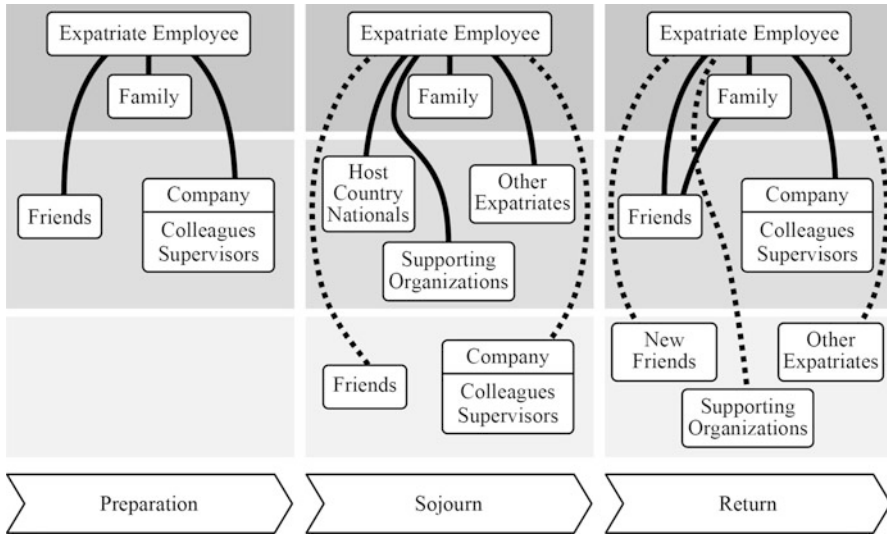 Expatriate Employee
Family
Friends
Company
Colleagues
Supervisors
Expatriate Employee
Family
Host
Country
Nationals
Other
Expatriates
Supporting
Organizations
Friends
Company
Colleagues
Supervisors
Expatriate Employee
Family
Friends
Company
Colleagues
Supervisors
New
Friends
Other
Expatriates
Supporting
Organizations
Preparation
Sojourn
Return